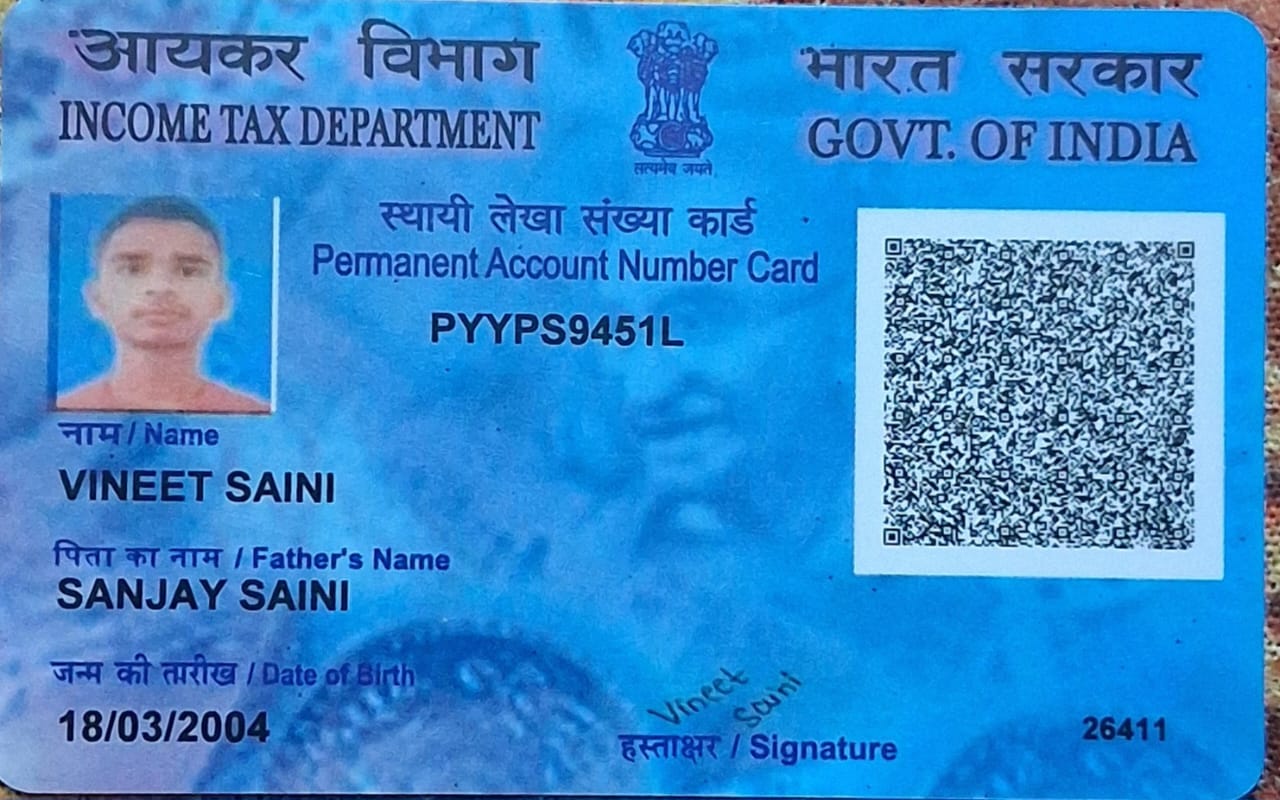 आयकर विभाग
INCOME TAX DEPARTMENT
सत्यमेव जयते
भारत सरकार
GOVT. OF INDIA
स्थायी लेखा संख्या कार्ड
Permanent Account Number Card
PYYPS9451L
नाम / Name
VINEET SAINI
पिता का नाम / Father's Name
SANJAY SAINI
जन्म की तारीख / Date of Birth
18/03/2004
Vineet
Saini
हस्ताक्षर / Signature
26411